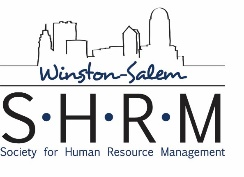 Winston-Salem
S•H•R•M
Society for Human Resource Management